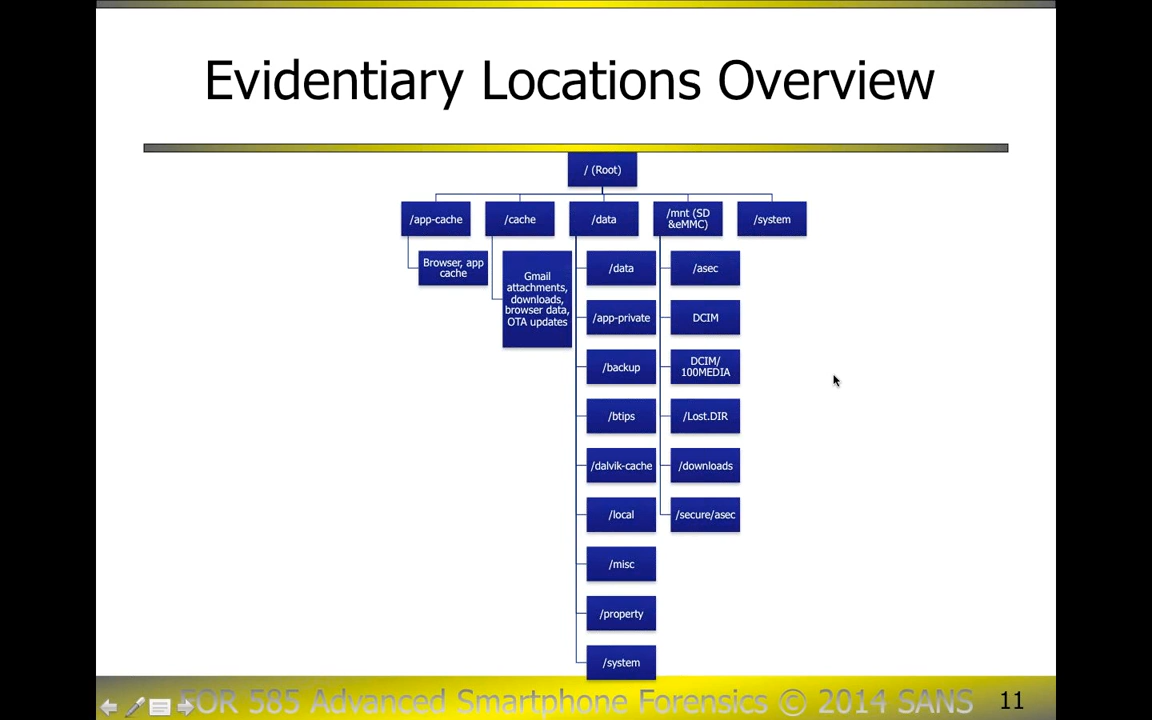 Evidentiary Locations Overview
/ (Root)
/app-cache
/cache
/data
/mnt (SD
&eMMC)
/system
Browser, app
cache
Gmail
attachments,
downloads,
browser data,
OTA updates
/data
/app-private
/backup
/btips
/dalvik-cache
/local
/misc
/property
/system
/asec
DCIM
DCIM/
100MEDIA
/Lost.DIR
/downloads
/secure/asec
FOR 585 Advanced Smartphone Forensics © 2014 SANS
11